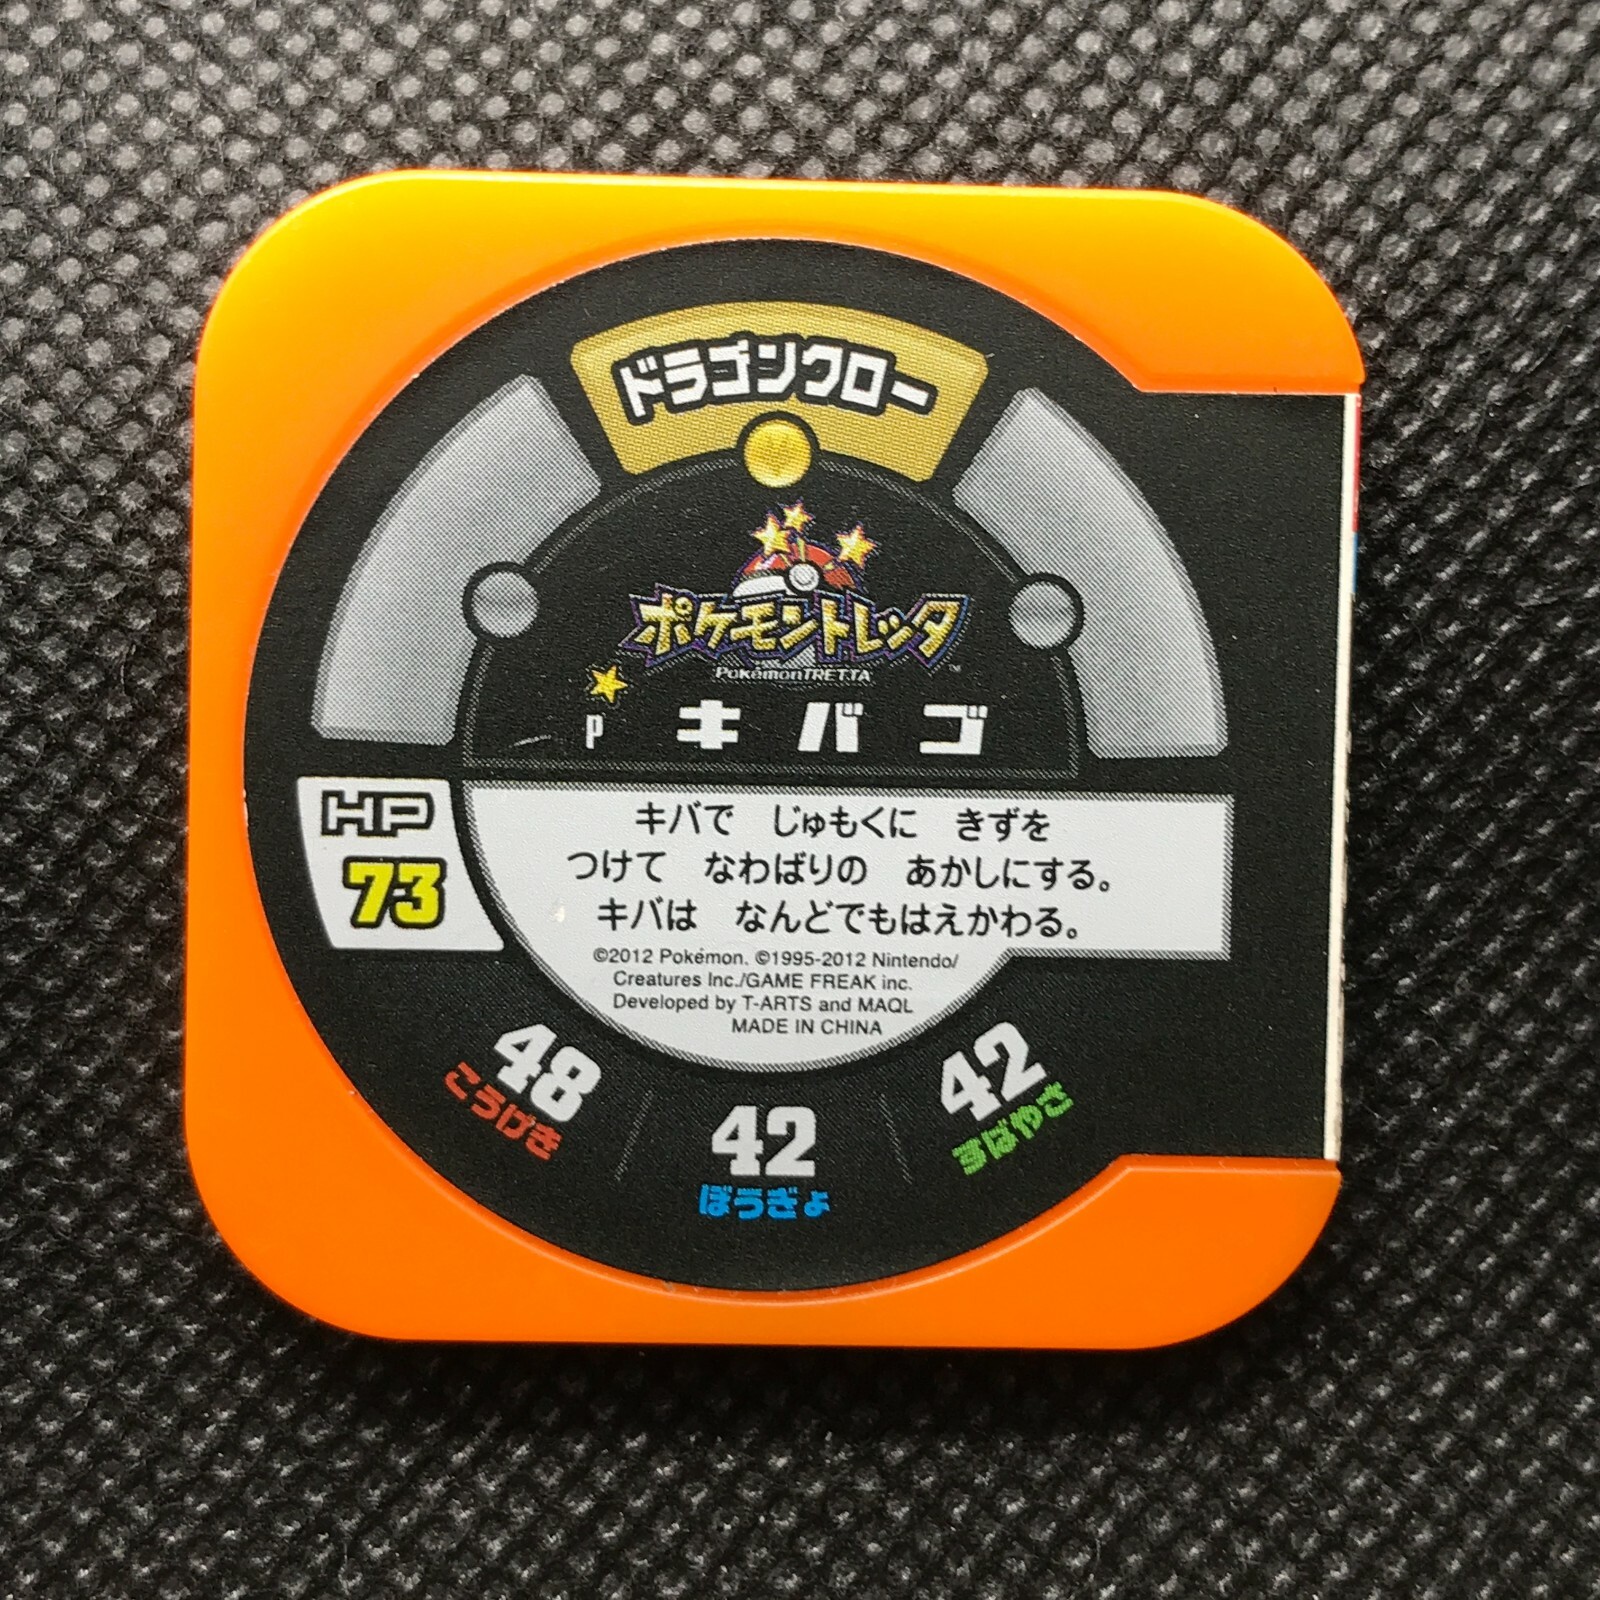 ドラゴンクロー
ポケモントレッタ
PokémonTRETTA™
P キバゴ
HP
73
キバで じゅもくに きずを
つけて なわばりの あかしにする。
キバは なんどでもはえかわる。
©2012 Pokémon. ©1995-2012 Nintendo/
Creatures Inc./GAME FREAK inc.
Developed by T-ARTS and MAQL
MADE IN CHINA
48
こうげき
42
ぼうぎょ
42
すばやさ